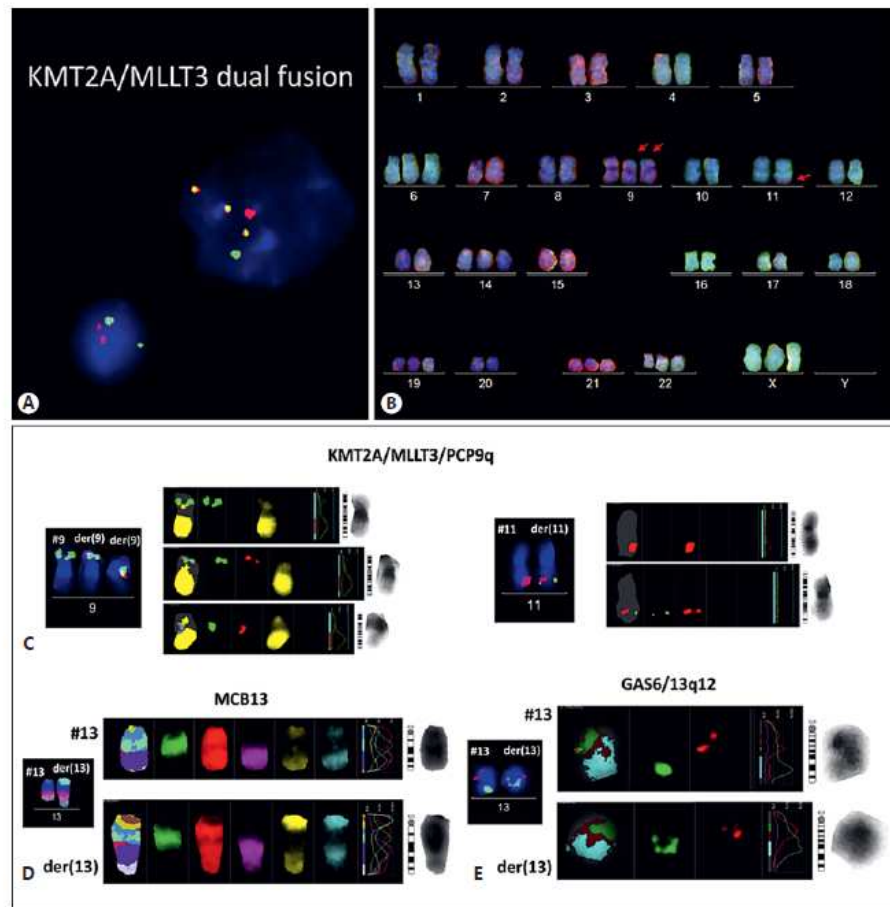 KMT2A/MLLT3 dual fusion
A
1 2 3 4 5
6 7 8 9 10 11 12
13 14 15 16 17 18
19 20 21 22 X Y
B
KMT2A/MLLT3/PCP9q
#9 der(9) der(9)
9
#11 der(11)
11
C
MCB13
#13
#13 der(13)
13
der(13)
D
GAS6/13q12
#13
#13 der(13)
13
der(13)
E